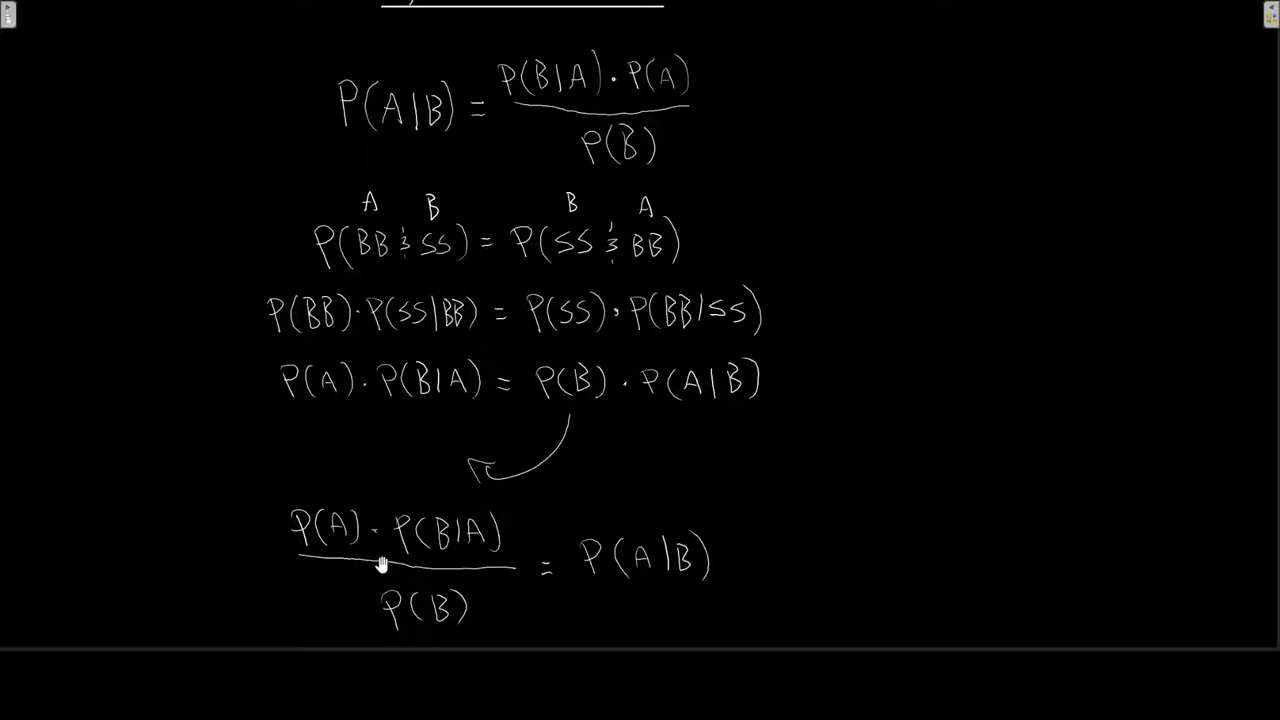 P(A|B) = P(B|A) · P(A)
P(B)
A B B A
P(BB & SS) = P(SS & BB)
P(BB) · P(SS|BB) = P(SS) · P(BB|SS)
P(A) · P(B|A) = P(B) · P(A|B)
P(A) · P(B|A) = P(A|B)
P(B)